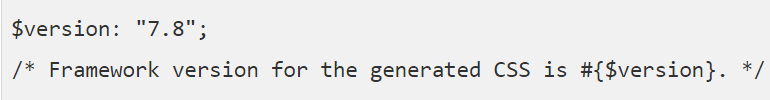 $version: "7.8";
/* Framework version for the generated CSS is #{$version}. */